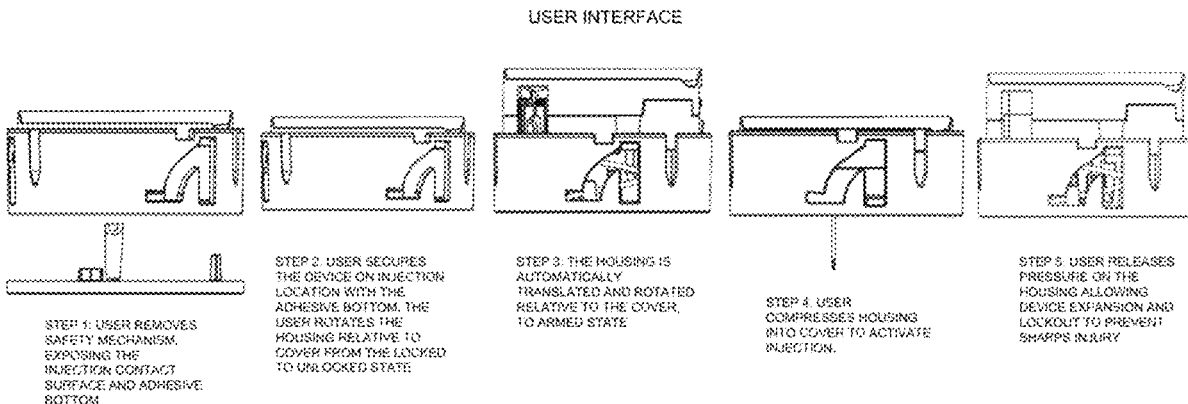 USER INTERFACE
STEP 1: USER REMOVES
SAFETY MECHANISM,
EXPOSING THE
INJECTION CONTACT
SURFACE AND ADHESIVE
BOTTOM
STEP 2: USER SECURES
THE DEVICE ON INJECTION
LOCATION WITH THE
ADHESIVE BOTTOM. THE
USER ROTATES THE
HOUSING RELATIVE TO
COVER FROM THE LOCKED
TO UNLOCKED STATE
STEP 3: THE HOUSING IS
AUTOMATICALLY
TRANSLATED AND ROTATED
RELATIVE TO THE COVER,
TO ARMED STATE
STEP 4: USER
COMPRESSES HOUSING
INTO COVER TO ACTIVATE
INJECTION.
STEP 5: USER RELEASES
PRESSURE ON THE
HOUSING ALLOWING
DEVICE EXPANSION AND
LOCKOUT TO PREVENT
SHARPS INJURY